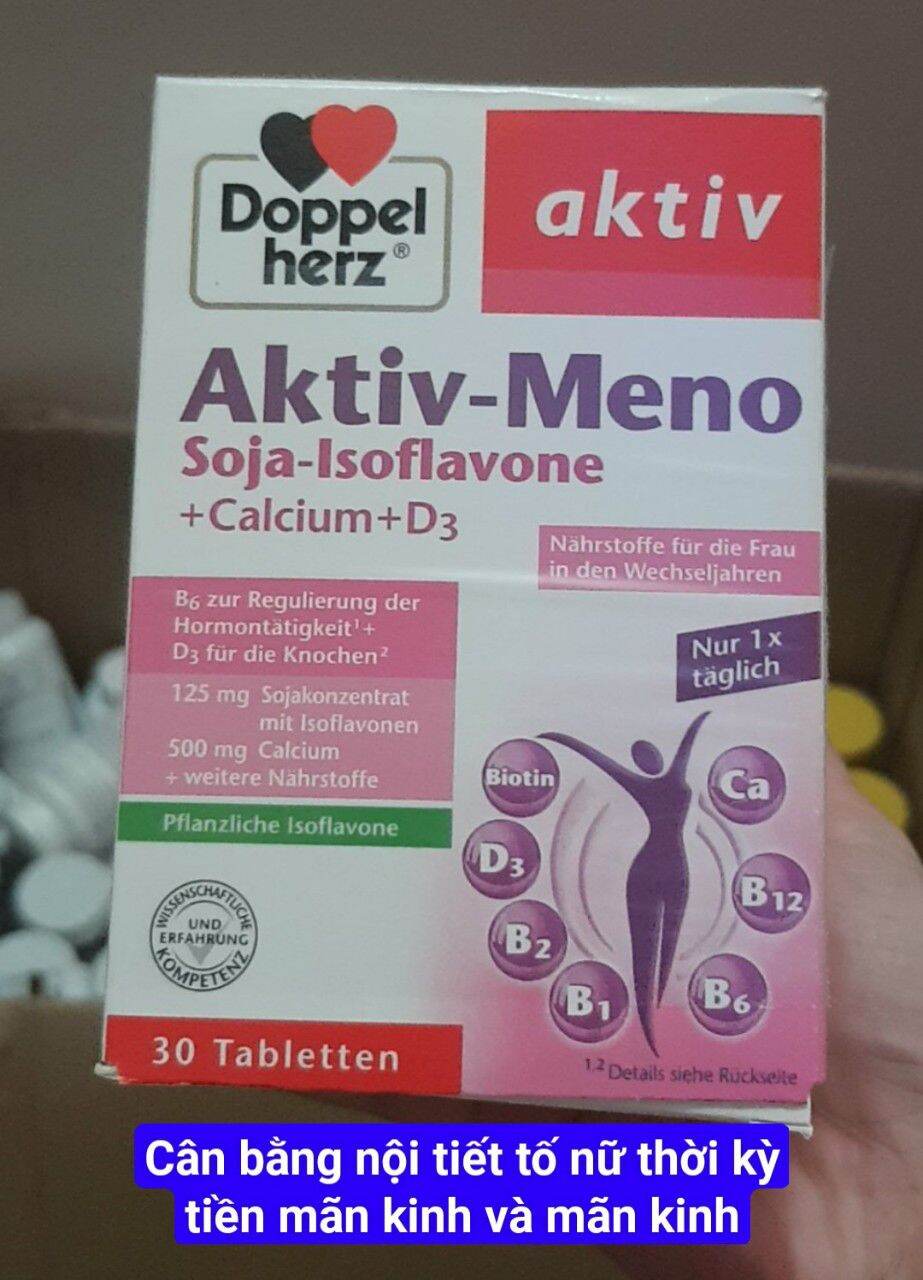 Doppel
herz®
aktiv
Aktiv-Meno
Soja-Isoflavone
+Calcium+D3
Nährstoffe für die Frau
in den Wechseljahren
B6 zur Regulierung der
Hormontätigkeit¹+
D3 für die Knochen²
Nur 1x
täglich
125 mg Sojakonzentrat
mit Isoflavonen
500 mg Calcium
+ weitere Nährstoffe
Pflanzliche Isoflavone
Biotin
Ca
D3
B12
B2
B1
B6
WISSENSCHAFTLICHE
UND
ERFAHRUNG
KOMPETENZ
30 Tabletten
1,2 Details siehe Rückseite
Cân bằng nội tiết tố nữ thời kỳ
tiền mãn kinh và mãn kinh